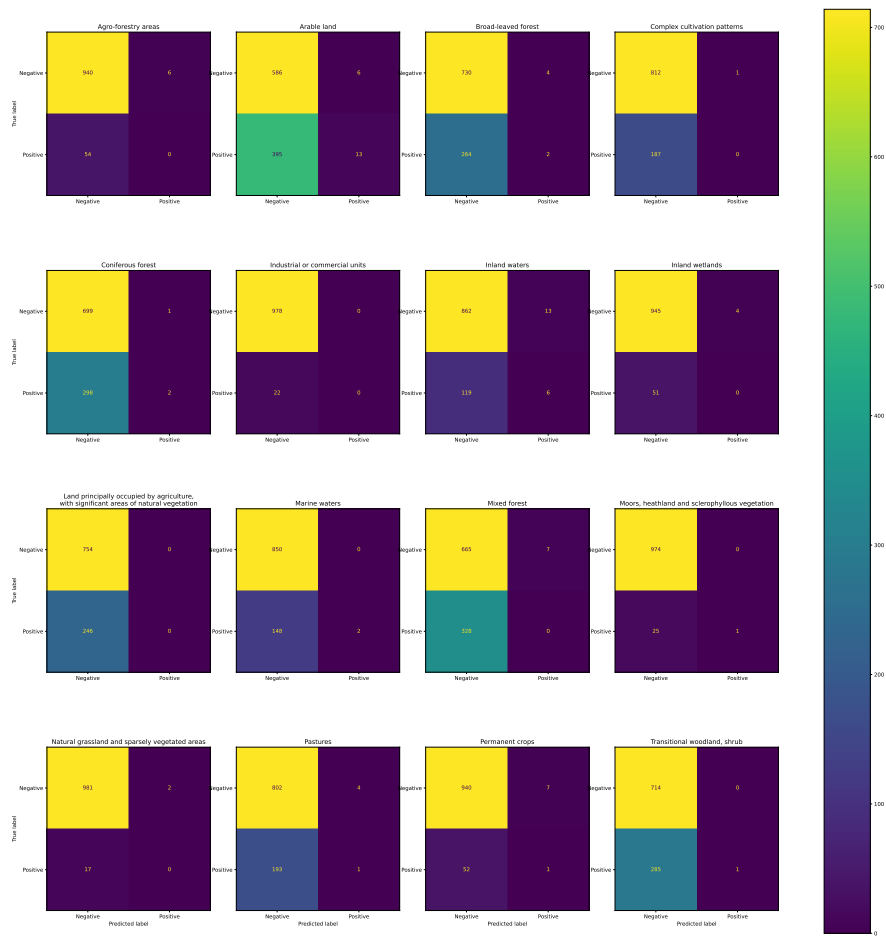 Agro-forestry areas Arable land Broad-leaved forest Complex cultivation patterns
700
Negative 940 6 Negative 586 6 Negative 730 4 Negative 812 1
True label
600
Positive 54 0 Positive 395 13 Positive 264 2 Positive 187 0
Negative Positive Negative Positive Negative Positive Negative Positive
500
Coniferous forest Industrial or commercial units Inland waters Inland wetlands
Negative 699 1 Negative 978 0 Negative 862 13 Negative 945 4
True label
400
Positive 298 2 Positive 22 0 Positive 119 6 Positive 51 0
Negative Positive Negative Positive Negative Positive Negative Positive
Land principally occupied by agriculture,
with significant areas of natural vegetation Marine waters Mixed forest Moors, heathland and sclerophyllous vegetation
300
Negative 754 0 Negative 850 0 Negative 665 7 Negative 974 0
True label
Positive 246 0 Positive 148 2 Positive 328 0 Positive 25 1
200
Negative Positive Negative Positive Negative Positive Negative Positive
Natural grassland and sparsely vegetated areas Pastures Permanent crops Transitional woodland, shrub
Negative 981 2 Negative 802 4 Negative 940 7 Negative 714 0
100
True label
Positive 17 0 Positive 193 1 Positive 52 1 Positive 285 1
Negative Positive Negative Positive Negative Positive Negative Positive
Predicted label Predicted label Predicted label Predicted label
0